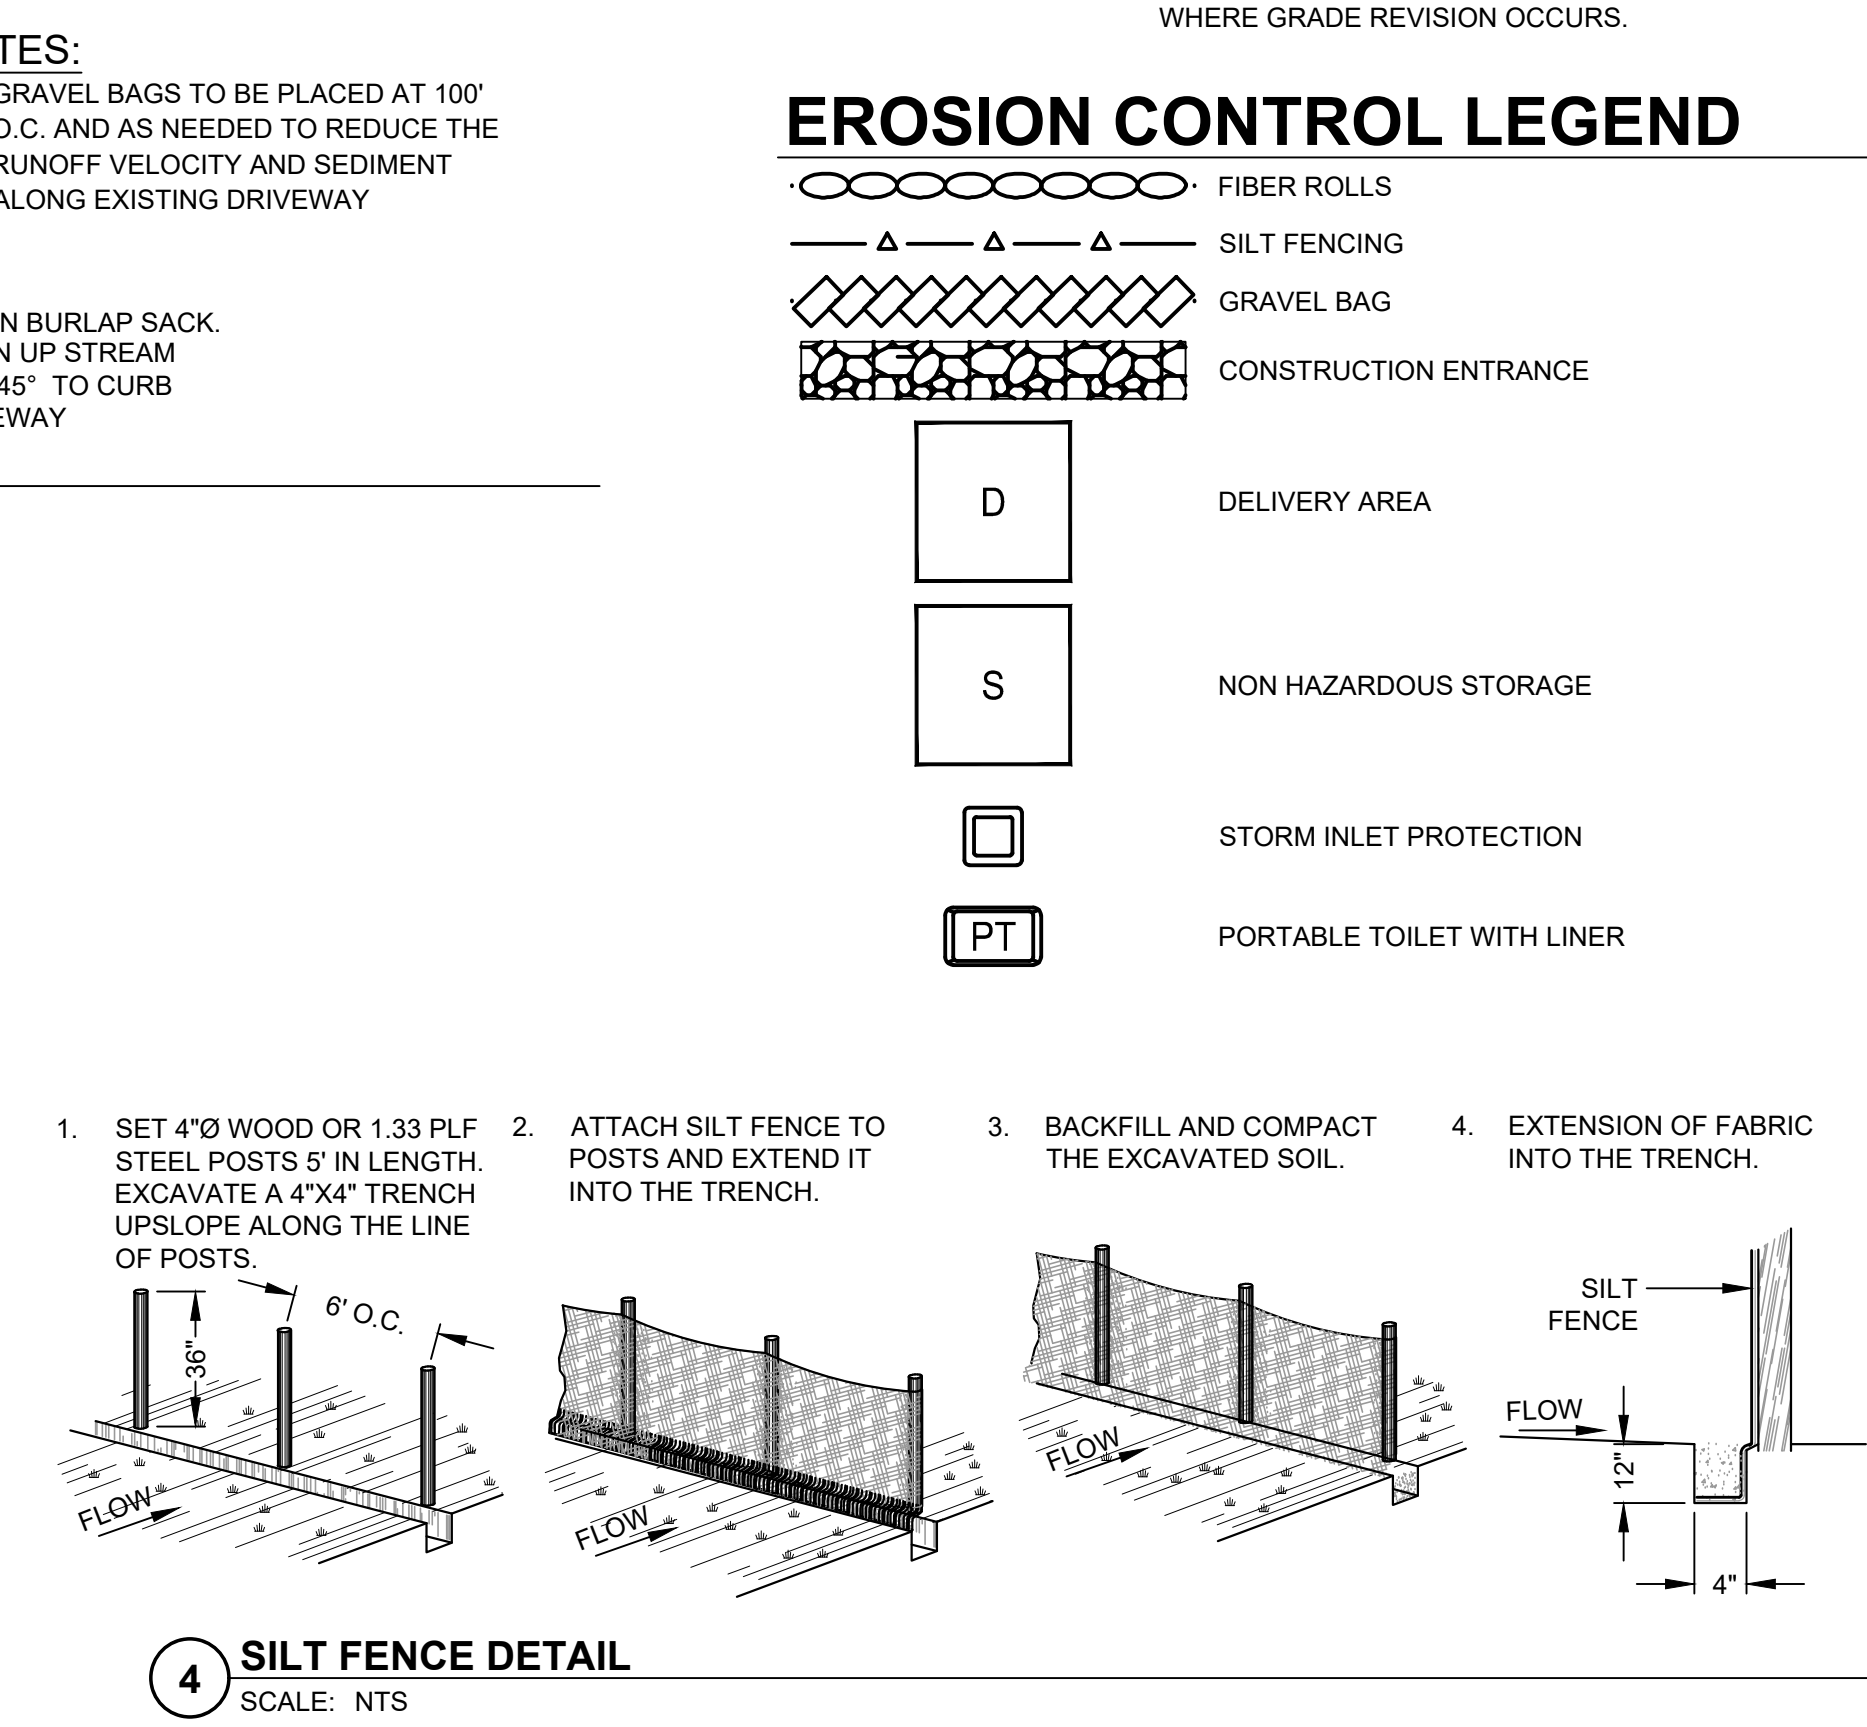 WHERE GRADE REVISION OCCURS.
TES:
GRAVEL BAGS TO BE PLACED AT 100'
O.C. AND AS NEEDED TO REDUCE THE
RUNOFF VELOCITY AND SEDIMENT
ALONG EXISTING DRIVEWAY
N BURLAP SACK.
N UP STREAM
45° TO CURB
EWAY
EROSION CONTROL LEGEND
FIBER ROLLS
SILT FENCING
GRAVEL BAG
CONSTRUCTION ENTRANCE
D
DELIVERY AREA
S
NON HAZARDOUS STORAGE
STORM INLET PROTECTION
PT
PORTABLE TOILET WITH LINER
1. SET 4"Ø WOOD OR 1.33 PLF
STEEL POSTS 5' IN LENGTH.
EXCAVATE A 4"X4" TRENCH
UPSLOPE ALONG THE LINE
OF POSTS.
36"
6' O.C.
FLOW
2. ATTACH SILT FENCE TO
POSTS AND EXTEND IT
INTO THE TRENCH.
FLOW
3. BACKFILL AND COMPACT
THE EXCAVATED SOIL.
FLOW
4. EXTENSION OF FABRIC
INTO THE TRENCH.
SILT
FENCE
FLOW
12"
4"
4
SILT FENCE DETAIL
SCALE: NTS